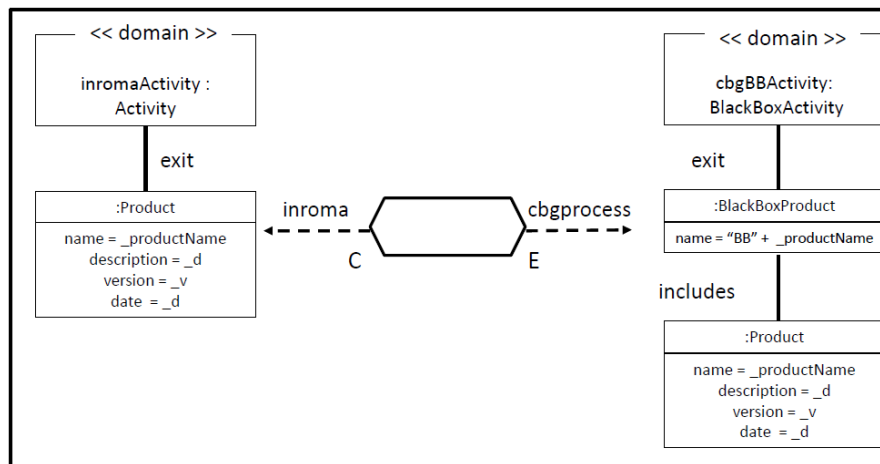 << domain >>
inromaActivity :
Activity
exit
:Product
name = _productName
description = _d
version = _v
date = _d
inroma
C
cbgprocess
E
<< domain >>
cbgBBActivity:
BlackBoxActivity
exit
:BlackBoxProduct
name = “BB” + _productName
includes
:Product
name = _productName
description = _d
version = _v
date = _d